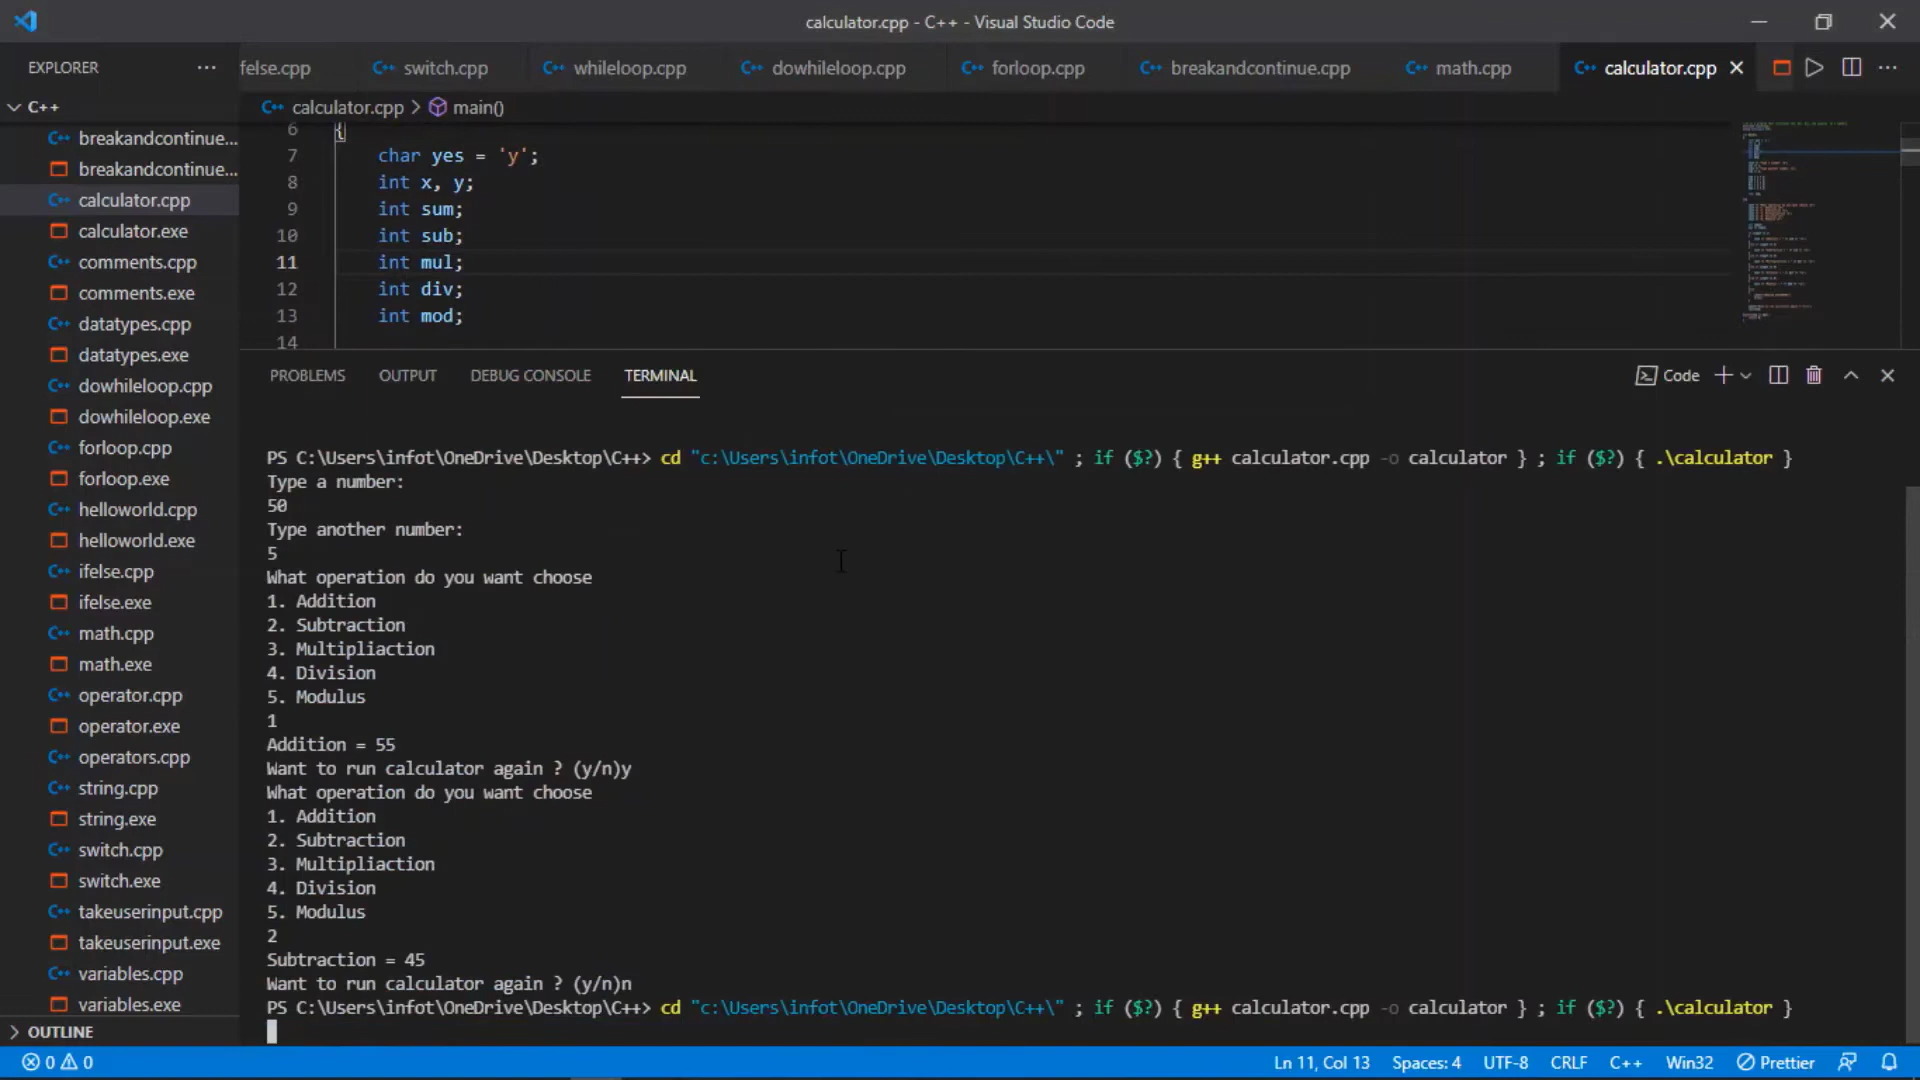 calculator.cpp - C++ - Visual Studio Code
EXPLORER
felse.cpp
switch.cpp
whileloop.cpp
dowhileloop.cpp
forloop.cpp
breakandcontinue.cpp
math.cpp
calculator.cpp
C++
calculator.cpp > main()
breakandcontinue...
breakandcontinue...
calculator.cpp
calculator.exe
comments.cpp
comments.exe
datatypes.cpp
datatypes.exe
dowhileloop.cpp
dowhileloop.exe
forloop.cpp
forloop.exe
helloworld.cpp
helloworld.exe
ifelse.cpp
ifelse.exe
math.cpp
math.exe
operator.cpp
operator.exe
operators.cpp
string.cpp
string.exe
switch.cpp
switch.exe
takeuserinput.cpp
takeuserinput.exe
variables.cpp
variables.exe
OUTLINE
6 {
7 char yes = 'y';
8 int x, y;
9 int sum;
10 int sub;
11 int mul;
12 int div;
13 int mod;
14
PROBLEMS OUTPUT DEBUG CONSOLE TERMINAL
Code
PS C:\Users\infot\OneDrive\Desktop\C++> cd "c:\Users\infot\OneDrive\Desktop\C++\" ; if ($?) { g++ calculator.cpp -o calculator } ; if ($?) { .\calculator }
Type a number:
50
Type another number:
5
What operation do you want choose
1. Addition
2. Subtraction
3. Multipliaction
4. Division
5. Modulus
1
Addition = 55
Want to run calculator again ? (y/n)y
What operation do you want choose
1. Addition
2. Subtraction
3. Multipliaction
4. Division
5. Modulus
2
Subtraction = 45
Want to run calculator again ? (y/n)n
PS C:\Users\infot\OneDrive\Desktop\C++> cd "c:\Users\infot\OneDrive\Desktop\C++\" ; if ($?) { g++ calculator.cpp -o calculator } ; if ($?) { .\calculator }
0 0
Ln 11, Col 13
Spaces: 4
UTF-8
CRLF
C++
Win32
Prettier